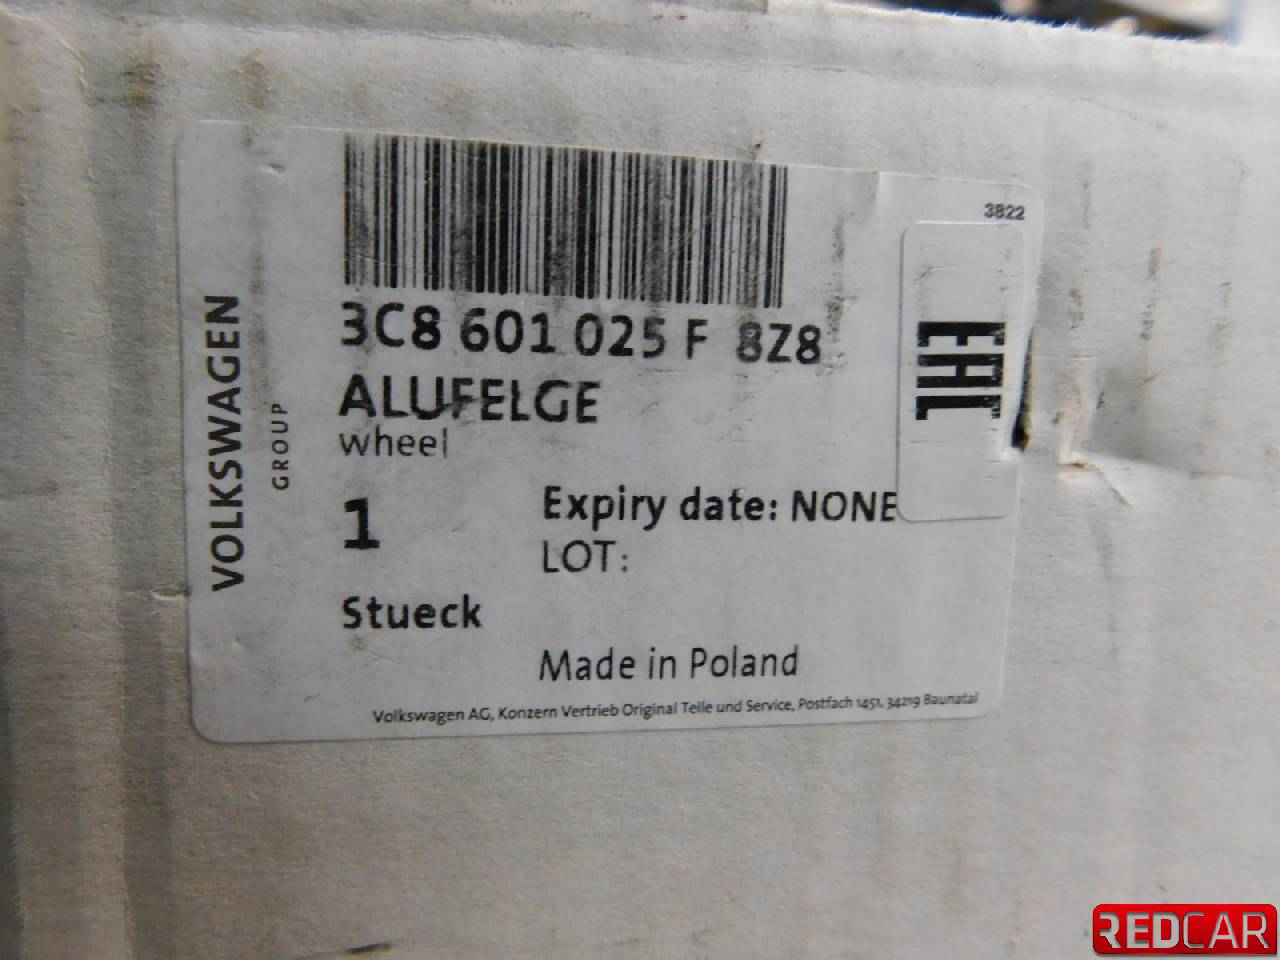 3822
VOLKSWAGEN
GROUP
3C8 601 025 F 8Z8
ALUFELGE
wheel
EAC
1
Expiry date: NONE
LOT:
Stueck
Made in Poland
Volkswagen AG, Konzern Vertrieb Original Teile und Service, Postfach 1451, 34219 Baunatal
REDCAR